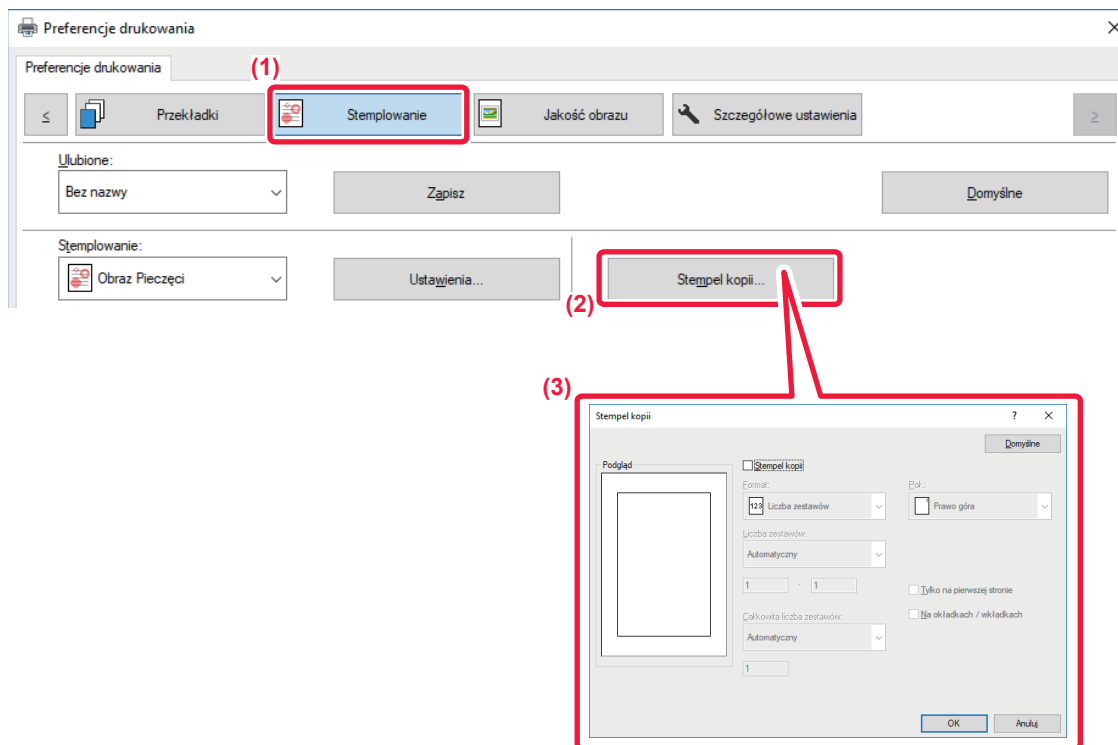 Preferencje drukowania
Preferencje drukowania
(1)
< Przekładki Stemplowanie Jakość obrazu Szczegółowe ustawienia >
Ulubione:
Bez nazwy Zapisz Domyślne
Stemplowanie:
Obraz Pieczęci Ustawienia... Stempel kopii...
(2)
(3)
Stempel kopii ? X
Domyślne
Podgląd Stempel kopii
Format: Poł.:
123 Liczba zestawów Prawo góra
Liczba zestawów:
Automatyczny
1 - 1 Tylko na pierwszej stronie
Całkowita liczba zestawów: Na okładkach / wkładkach
Automatyczny
1
OK Anuluj